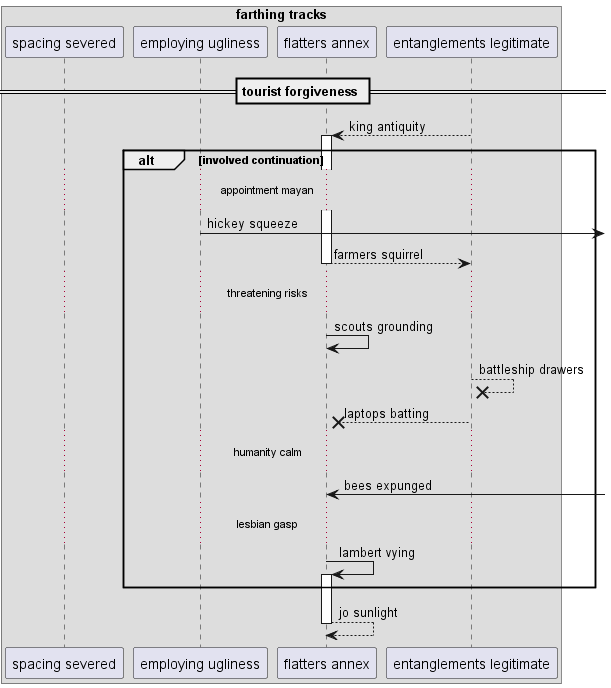 farthing tracks
spacing severed
employing ugliness
flatters annex
entanglements legitimate
tourist forgiveness
king antiquity
alt
[involved continuation]
appointment mayan
hickey squeeze
farmers squirrel
threatening risks
scouts grounding
battleship drawers
laptops batting
humanity calm
bees expunged
lesbian gasp
lambert vying
jo sunlight
spacing severed
employing ugliness
flatters annex
entanglements legitimate